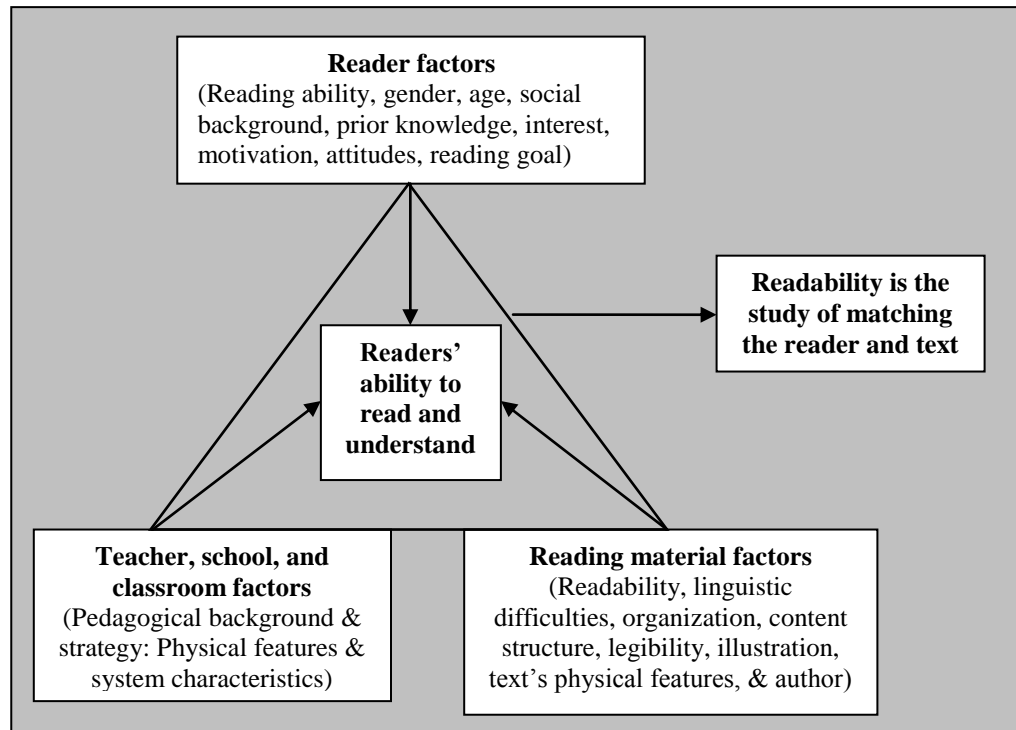 Reader factors
(Reading ability, gender, age, social
background, prior knowledge, interest,
motivation, attitudes, reading goal)
Readability is the
study of matching
the reader and text
Readers'
ability to
read and
understand
Teacher, school, and
classroom factors
(Pedagogical background &
strategy: Physical features &
system characteristics)
Reading material factors
(Readability, linguistic
difficulties, organization, content
structure, legibility, illustration,
text's physical features, & author)